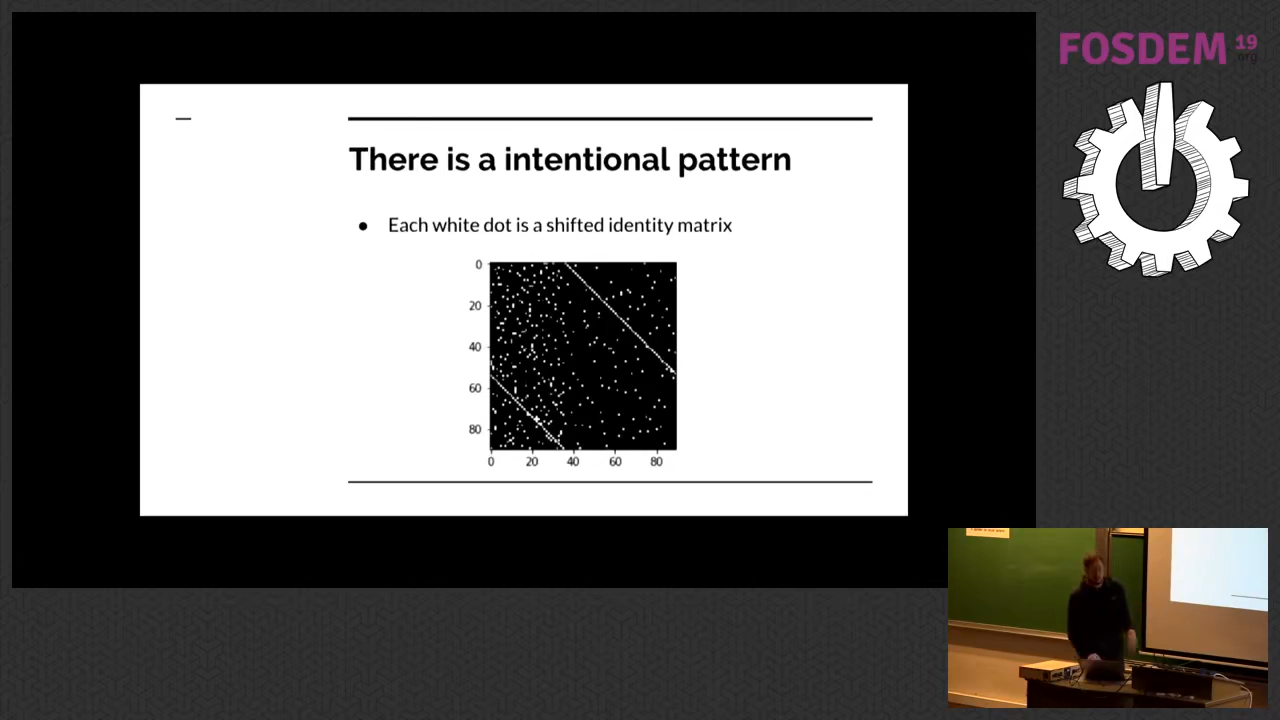 FOSDEM 19
.org
There is a intentional pattern
● Each white dot is a shifted identity matrix
0
20
40
60
80
0 20 40 60 80